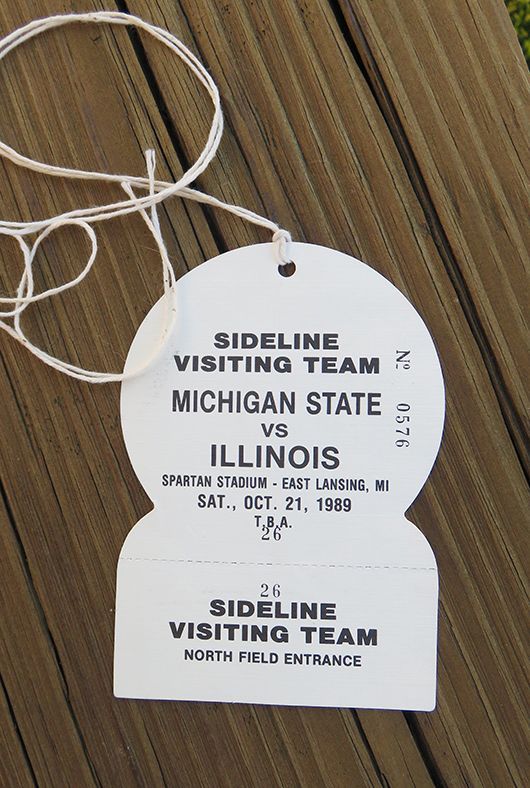 SIDELINE
VISITING TEAM
MICHIGAN STATE
VS
ILLINOIS
SPARTAN STADIUM - EAST LANSING, MI
SAT., OCT. 21, 1989
T.B.A.
26
Nº 0576
26
SIDELINE
VISITING TEAM
NORTH FIELD ENTRANCE